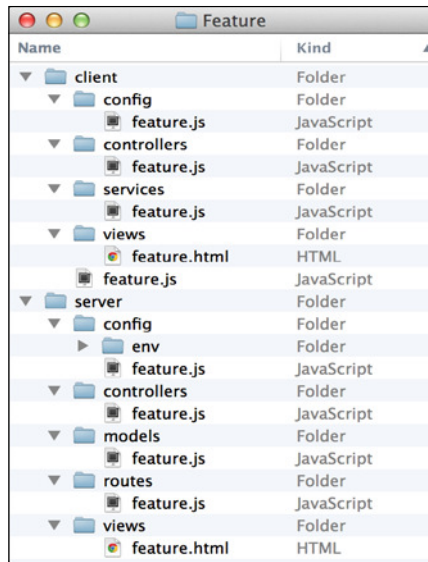 Feature
Name Kind
client Folder
config Folder
feature.js JavaScript
controllers Folder
feature.js JavaScript
services Folder
feature.js JavaScript
views Folder
feature.html HTML
feature.js JavaScript
server Folder
config Folder
env Folder
feature.js JavaScript
controllers Folder
feature.js JavaScript
models Folder
feature.js JavaScript
routes Folder
feature.js JavaScript
views Folder
feature.html HTML